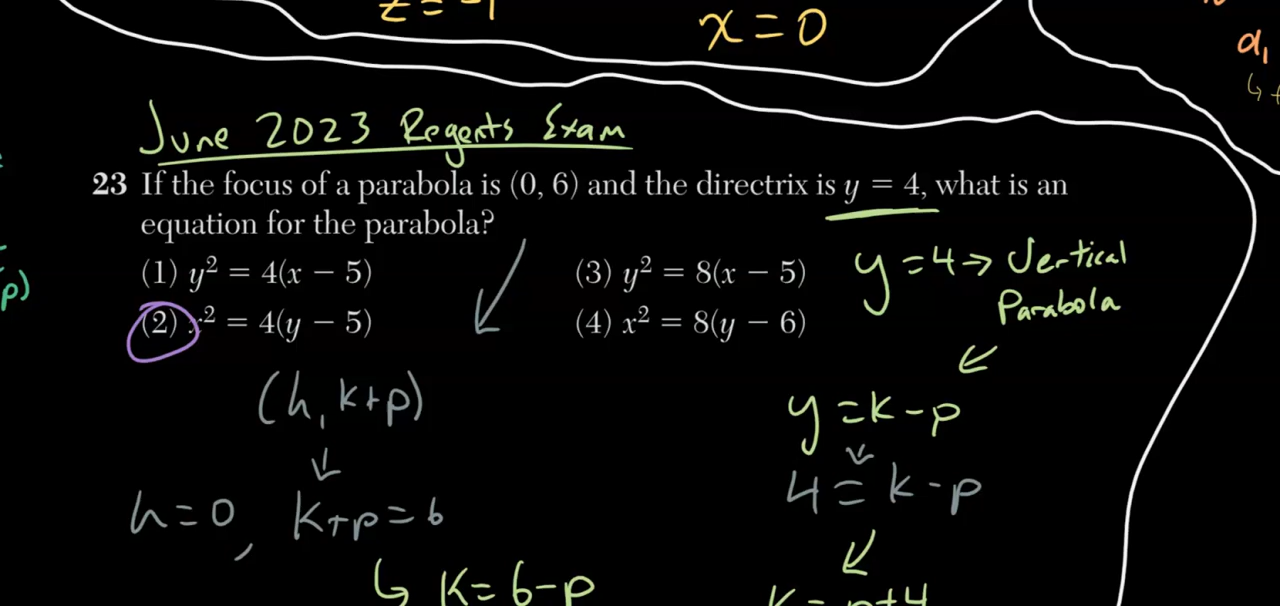 x = 0
a₁
June 2023 Regents Exam
23 If the focus of a parabola is (0, 6) and the directrix is y = 4, what is an
equation for the parabola?
(1) y² = 4(x − 5)
(3) y² = 8(x − 5)
(2) x² = 4(y − 5)
(4) x² = 8(y − 6)
p)
y = 4 → Vertical
Parabola
(h, k+p)
y = k − p
↓
↓
4 = k − p
h = 0, k+p = 6
↳ k = 6 − p
k = p+4